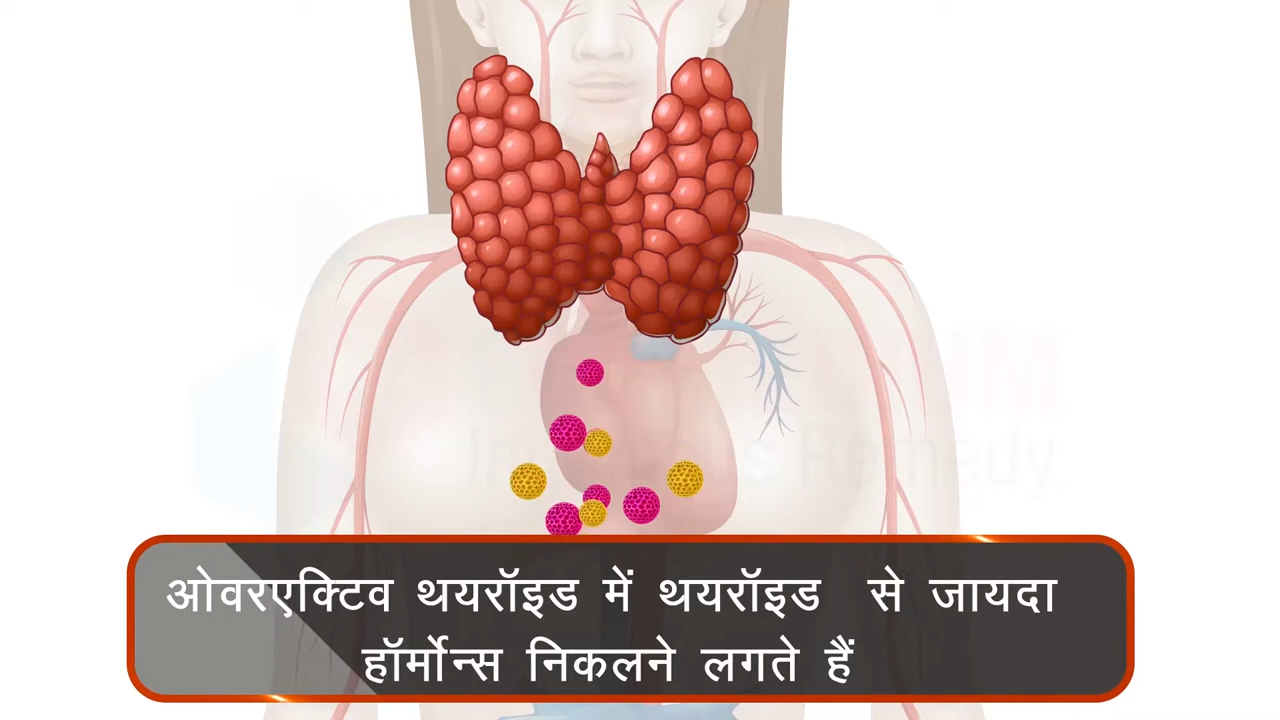 ओवरएक्टिव थयरॉइड में थयरॉइड से जायदा
हॉर्मोन्स निकलने लगते हैं